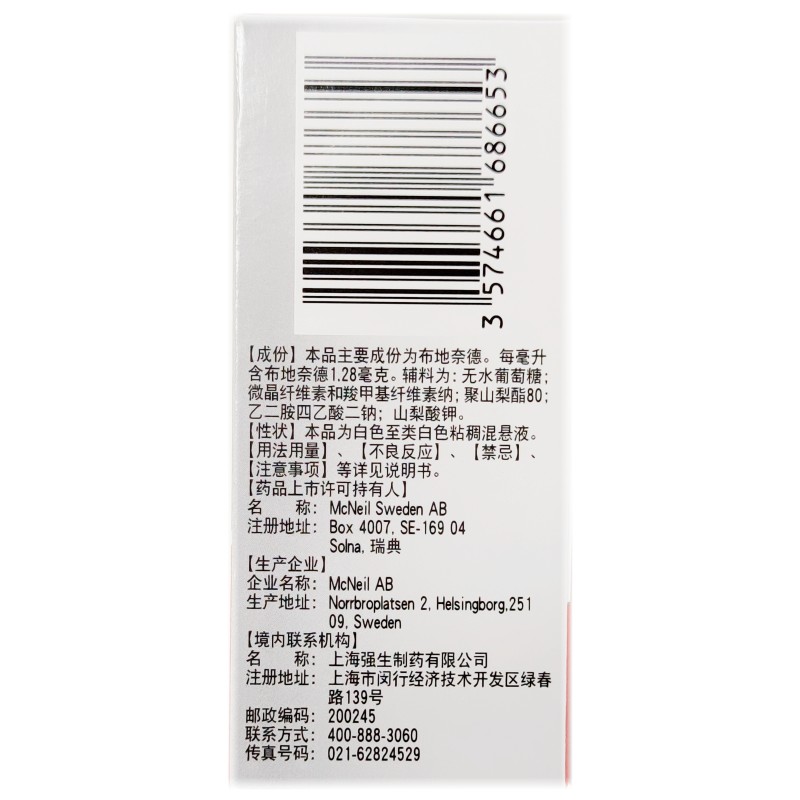 3 574661 686653
【成份】本品主要成份为布地奈德。每毫升
含布地奈德1.28毫克。辅料为：无水葡萄糖；
微晶纤维素和羧甲基纤维素纳；聚山梨酯80；
乙二胺四乙酸二钠；山梨酸钾。
【性状】本品为白色至类白色粘稠混悬液。
【用法用量】、【不良反应】、【禁忌】、
【注意事项】等详见说明书。
【药品上市许可持有人】
名 称：McNeil Sweden AB
注册地址：Box 4007, SE-169 04
Solna, 瑞典
【生产企业】
企业名称：McNeil AB
生产地址：Norrbroplatsen 2, Helsingborg,251
09, Sweden
【境内联系机构】
名 称：上海强生制药有限公司
注册地址：上海市闵行经济技术开发区绿春
路139号
邮政编码：200245
联系方式：400-888-3060
传真号码：021-62824529